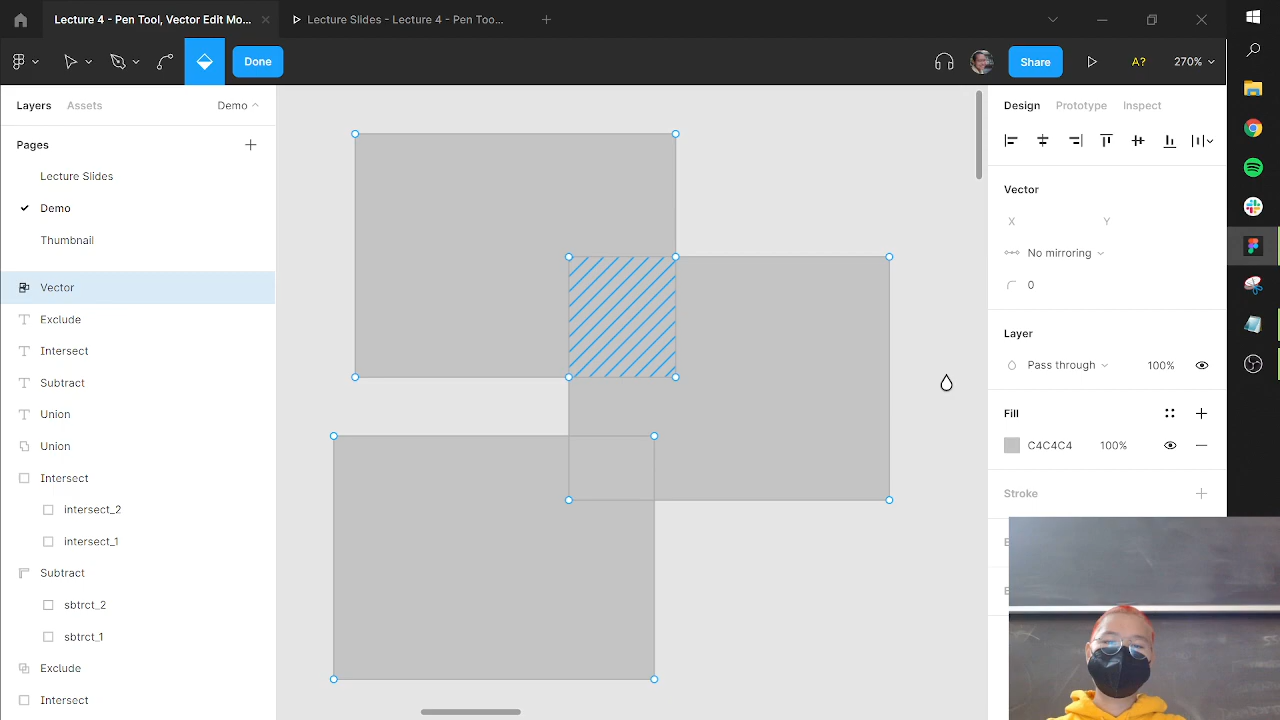 Lecture 4 - Pen Tool, Vector Edit Mo...
Lecture Slides - Lecture 4 - Pen Too...
Done
Share
A?
270%
Layers
Assets
Demo
Design
Prototype
Inspect
Pages
Lecture Slides
Demo
Thumbnail
Vector
Exclude
Intersect
Subtract
Union
Union
Intersect
intersect_2
intersect_1
Subtract
sbtrct_2
sbtrct_1
Exclude
Intersect
Vector
X
Y
No mirroring
0
Layer
Pass through
100%
Fill
C4C4C4
100%
Stroke